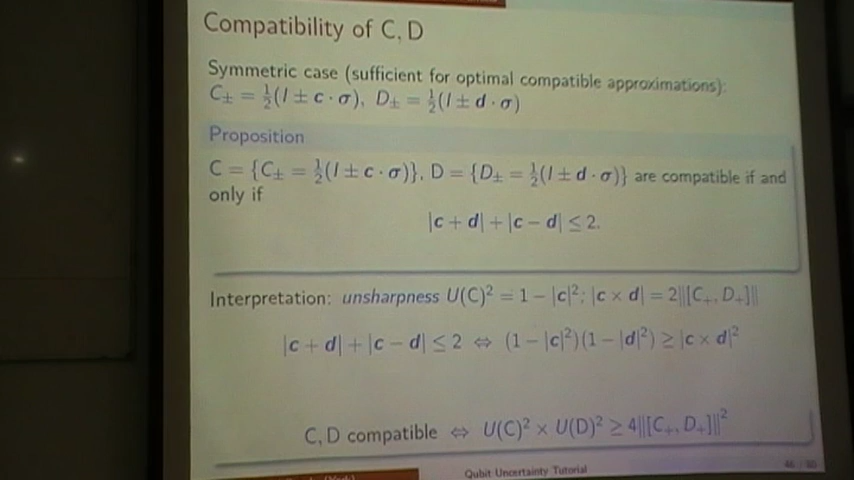 Compatibility of C, D
Symmetric case (sufficient for optimal compatible approximations):
C± = ½(I ± c · σ), D± = ½(I ± d · σ)
Proposition
C = {C± = ½(I ± c · σ)}, D = {D± = ½(I ± d · σ)} are compatible if and
only if
|c + d| + |c − d| ≤ 2.
Interpretation: unsharpness U(C)² = 1 − |c|²; |c × d| = 2‖[C₊, D₊]‖
|c + d| + |c − d| ≤ 2 ⇔ (1 − |c|²)(1 − |d|²) ≥ |c × d|²
C, D compatible ⇔ U(C)² × U(D)² ≥ 4‖[C₊, D₊]‖²
Qubit Uncertainty Tutorial